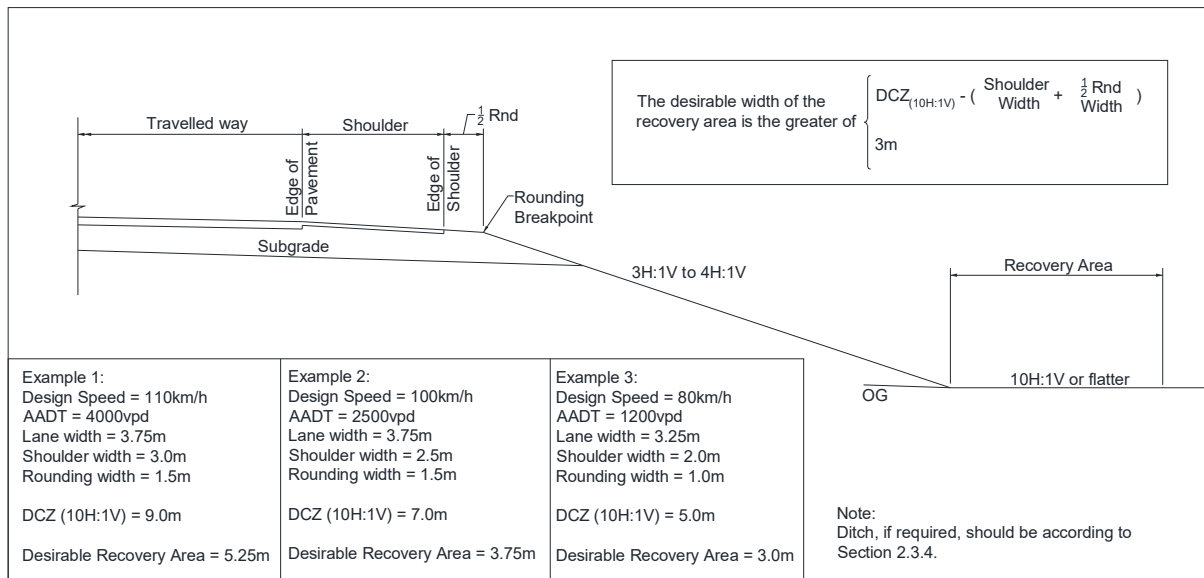 The desirable width of the
recovery area is the greater of
DCZ(10H:1V) - ( Shoulder Width + ½ Rnd Width )
3m
Travelled way
Shoulder
½ Rnd
Edge of
Pavement
Edge of
Shoulder
Rounding
Breakpoint
Subgrade
3H:1V to 4H:1V
Recovery Area
10H:1V or flatter
OG
Example 1:
Design Speed = 110km/h
AADT = 4000vpd
Lane width = 3.75m
Shoulder width = 3.0m
Rounding width = 1.5m
DCZ (10H:1V) = 9.0m
Desirable Recovery Area = 5.25m
Example 2:
Design Speed = 100km/h
AADT = 2500vpd
Lane width = 3.75m
Shoulder width = 2.5m
Rounding width = 1.5m
DCZ (10H:1V) = 7.0m
Desirable Recovery Area = 3.75m
Example 3:
Design Speed = 80km/h
AADT = 1200vpd
Lane width = 3.25m
Shoulder width = 2.0m
Rounding width = 1.0m
DCZ (10H:1V) = 5.0m
Desirable Recovery Area = 3.0m
Note:
Ditch, if required, should be according to
Section 2.3.4.